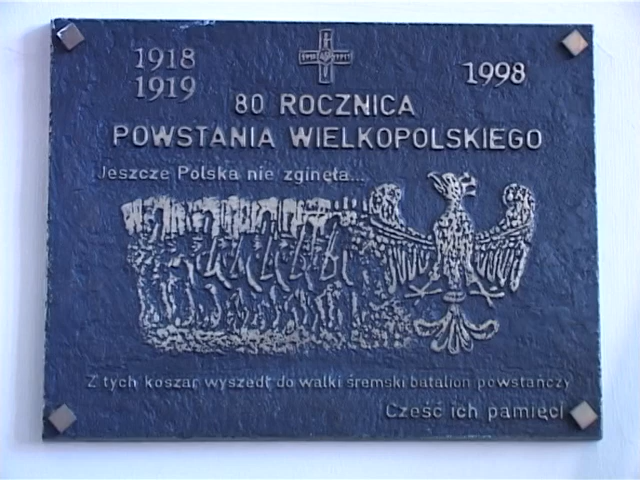 1918
1919
1998
80 ROCZNICA
POWSTANIA WIELKOPOLSKIEGO
Jeszcze Polska nie zginęła...
Z tych koszar wyszedł do walki śremski batalion powstańczy
Cześć ich pamięci